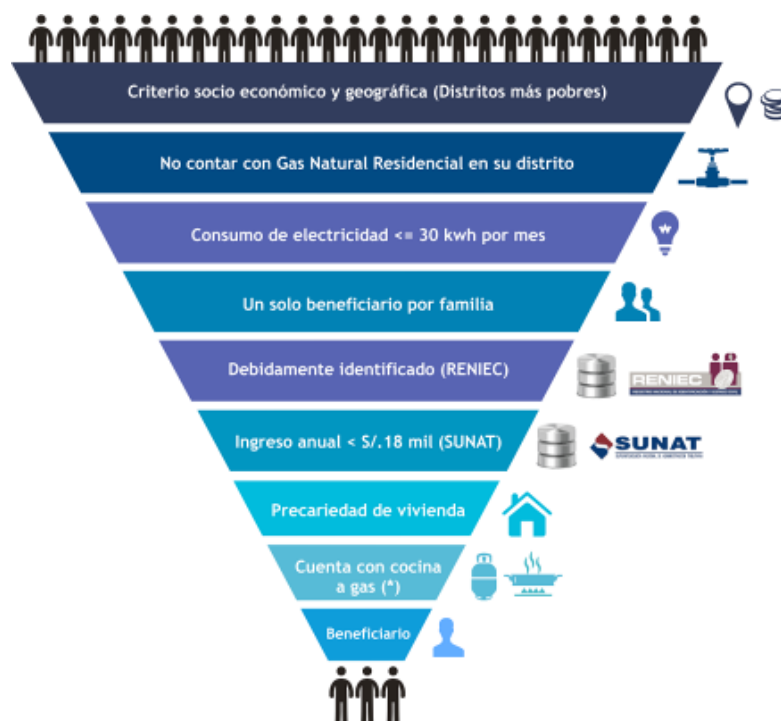 Criterio socio económico y geográfica (Distritos más pobres)
No contar con Gas Natural Residencial en su distrito
Consumo de electricidad <= 30 kwh por mes
Un solo beneficiario por familia
Debidamente identificado (RENIEC)
RENIEC
Ingreso anual < S/.18 mil (SUNAT)
SUNAT
Precariedad de vivienda
Cuenta con cocina
a gas (*)
Beneficiario